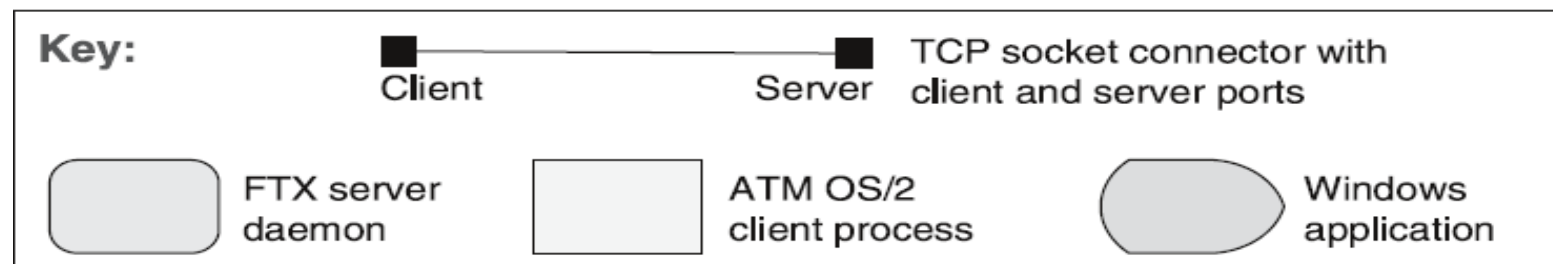 Key:
Client
Server
TCP socket connector with
client and server ports
FTX server
daemon
ATM OS/2
client process
Windows
application